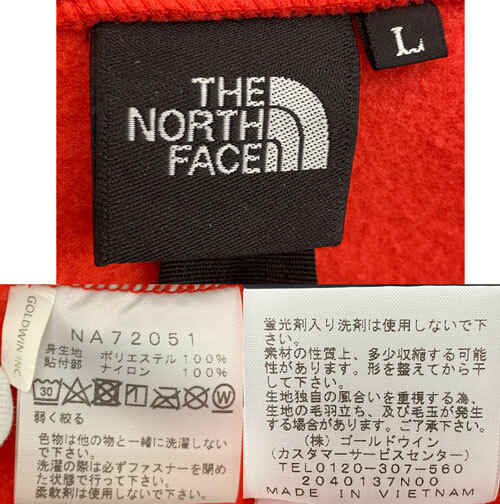 THE
NORTH
FACE
L
GOLDWIN INC
NA72051
身生地 ポリエステル 100%
貼付部 ナイロン 100%
30
弱く絞る
色物は他の物と一緒に洗濯しない
で下さい。
洗濯の際は必ずファスナーを閉め
た状態で行って下さい。
柔軟剤は使用しないで下さい。
蛍光剤入り洗剤は使用しないで下
さい。
素材の性質上、多少収縮する可能
性があります。形を整えてから干
して下さい。
生地独自の風合いを重視する為、
生地の毛羽立ち、及び毛玉が発生
する場合があります。ご了承下さい。
(株) ゴールドウイン
(カスタマーサービスセンター)
TEL0120-307-560
2040137N00
MADE IN VIETNAM